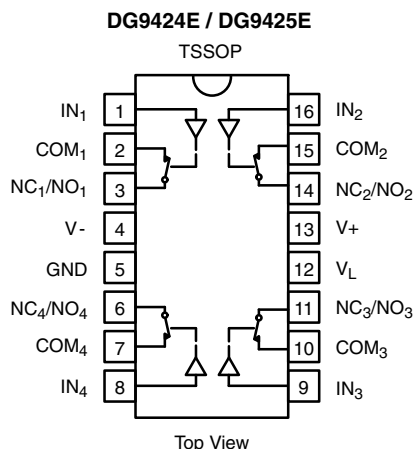 DG9424E / DG9425E
TSSOP
IN1 1 16 IN2
COM1 2 15 COM2
NC1/NO1 3 14 NC2/NO2
V- 4 13 V+
GND 5 12 VL
NC4/NO4 6 11 NC3/NO3
COM4 7 10 COM3
IN4 8 9 IN3
Top View